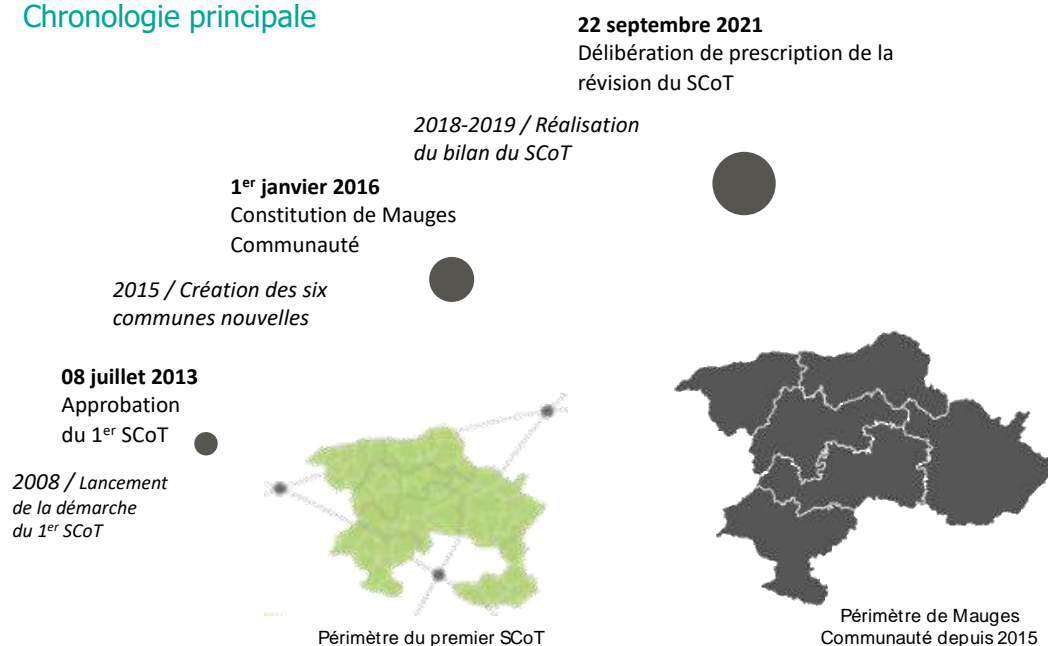 Chronologie principale
22 septembre 2021
Délibération de prescription de la
révision du SCoT
2018-2019 / Réalisation
du bilan du SCoT
1er janvier 2016
Constitution de Mauges
Communauté
2015 / Création des six
communes nouvelles
08 juillet 2013
Approbation
du 1er SCoT
2008 / Lancement
de la démarche
du 1er SCoT
Périmètre du premier SCoT
Périmètre de Mauges
Communauté depuis 2015